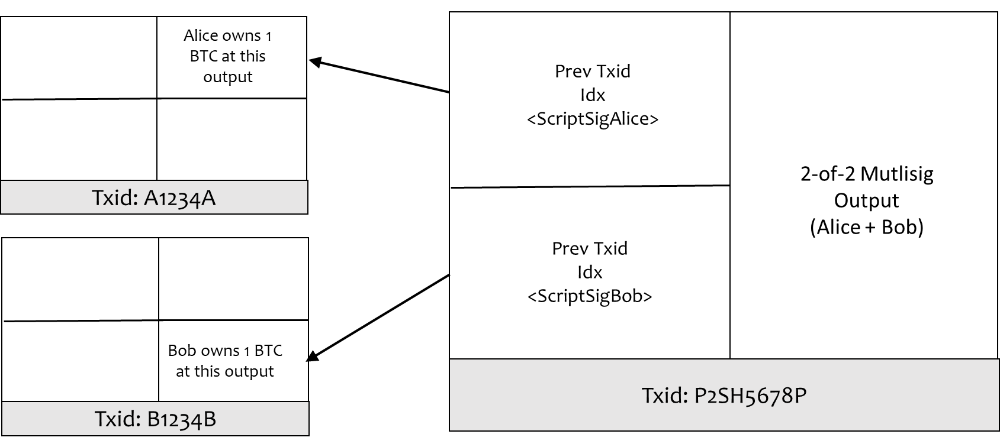 Alice owns 1
BTC at this
output
Txid: A1234A
Bob owns 1 BTC
at this output
Txid: B1234B
Prev Txid
Idx
<ScriptSigAlice>
Prev Txid
Idx
<ScriptSigBob>
2-of-2 Mutlisig
Output
(Alice + Bob)
Txid: P2SH5678P